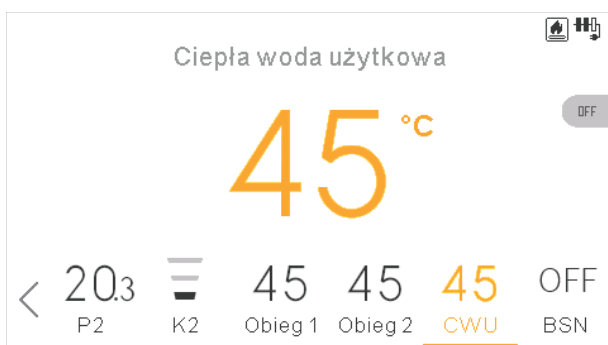 Ciepła woda użytkowa
45 °C
OFF
20.3 45 45 45 OFF
P2 K2 Obieg 1 Obieg 2 CWU BSN